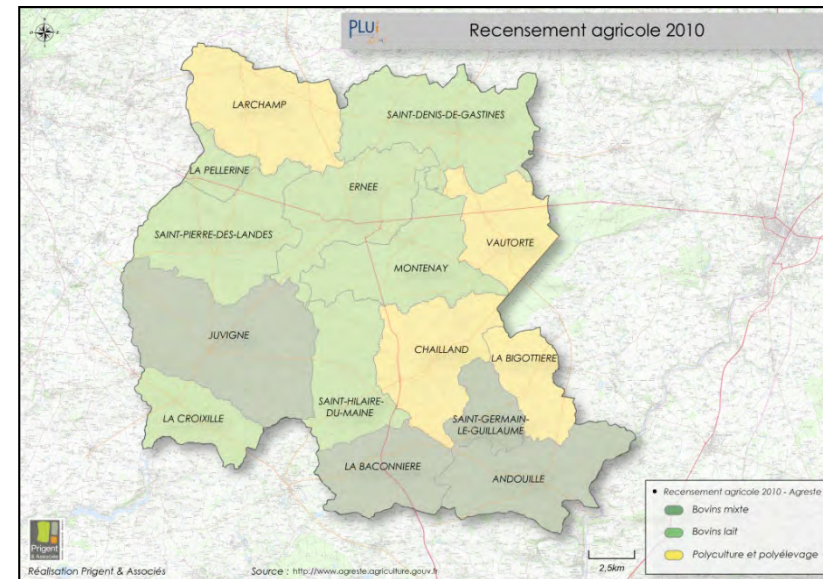 PLUi
Recensement agricole 2010
LARCHAMP
SAINT-DENIS-DE-GASTINES
LA PELLERINE
ERNEE
SAINT-PIERRE-DES-LANDES
VAUTORTE
MONTENAY
JUVIGNE
CHAILLAND
LA BIGOTTIERE
SAINT-HILAIRE-
DU-MAINE
LA CROIXILLE
SAINT-GERMAIN-
LE-GUILLAUME
LA BACONNIERE
ANDOUILLE
• Recensement agricole 2010 - Agreste
Bovins mixte
Bovins lait
Polyculture et polyélevage
2,5km
Prigent
& Associés
Réalisation Prigent & Associés
Source : http://www.agreste.agriculture.gouv.fr